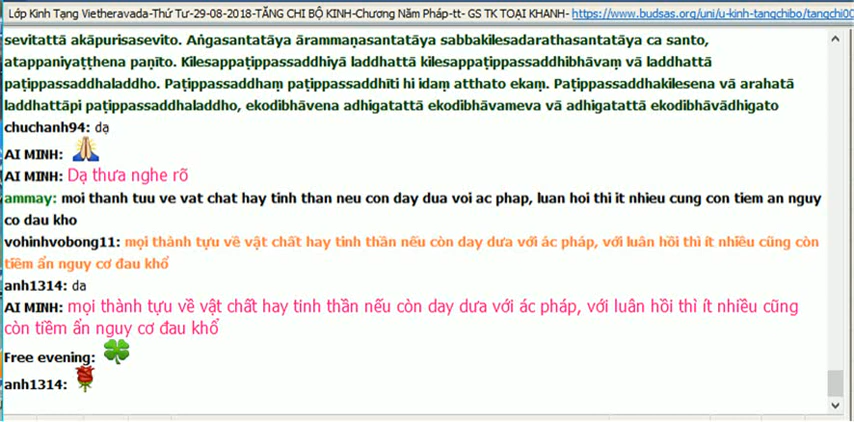 Lớp Kinh Tạng Vietheravada-Thứ Tư-29-08-2018-TĂNG CHI BỘ KINH-Chương Năm Pháp-tt- GS TK TOẠI KHANH- https://www.budsas.org/uni/u-kinh-tangchibo/tangchi00
sevitattā akāpurisasevito. Aṅgasantatāya ārammaṇasantatāya sabbakilesadarathasantatāya ca santo,
atappaniyaṭṭhena paṇīto. Kilesappaṭippassaddhiyā laddhattā kilesappaṭippassaddhibhāvaṃ vā laddhattā
paṭippassaddhaladdho. Paṭippassaddhaṃ paṭippassaddhīti hi idaṃ atthato ekaṃ. Paṭippassaddhakilesena vā arahatā
laddhattāpi paṭippassaddhaladdho, ekodibhāvena adhigatattā ekodibhāvameva vā adhigatattā ekodibhāvādhigato
chuchanh94: dạ
AI MINH:
AI MINH: Dạ thưa nghe rõ
ammay: moi thanh tuu ve vat chat hay tinh than neu con day dua voi ac phap, luan hoi thi it nhieu cung con tiem an nguy
co dau kho
vohinhvobong11: mọi thành tựu về vật chất hay tinh thần nếu còn day dưa với ác pháp, với luân hồi thì ít nhiều cũng còn
tiềm ẩn nguy cơ đau khổ
anh1314: da
AI MINH: mọi thành tựu về vật chất hay tinh thần nếu còn day dưa với ác pháp, với luân hồi thì ít nhiều cũng
còn tiềm ẩn nguy cơ đau khổ
Free evening:
anh1314: